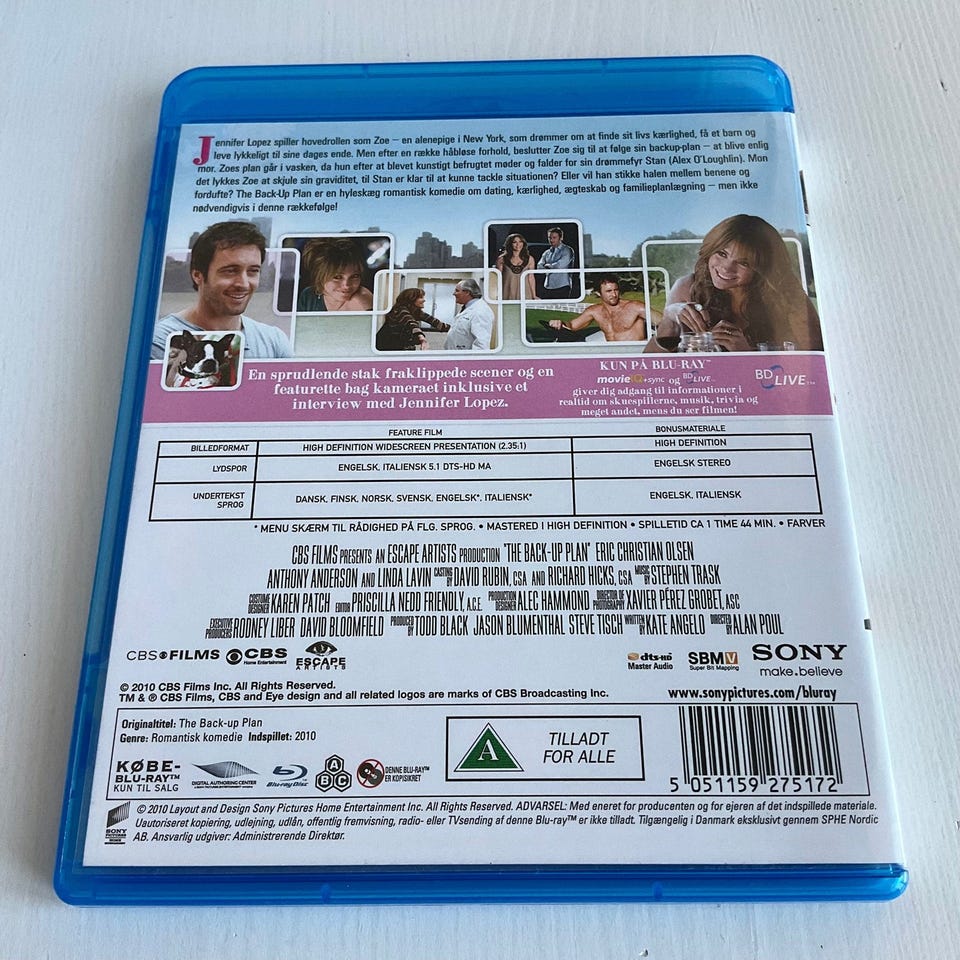 Jennifer Lopez spiller hovedrollen som Zoe – en alenepige i New York, som drømmer om at finde sit livs kærlighed, få et barn og
leve lykkeligt til sine dages ende. Men efter en række håbløse forhold, beslutter Zoe sig til at følge sin backup-plan – at blive enlig
mor. Zoes plan går i vasken, da hun efter at blevet kunstigt befrugtet møder og falder for sin drømmefyr Stan (Alex O'Loughlin). Mon
det lykkes Zoe at skjule sin graviditet, til Stan er klar til at kunne tackle situationen? Eller vil han stikke halen mellem benene og
fordufte? The Back-Up Plan er en hyleskæg romantisk komedie om dating, kærlighed, ægteskab og familieplanlægning – men ikke
nødvendigvis i denne rækkefølge!
En sprudlende stak fraklippede scener og en
featurette bag kameraet inklusive et
interview med Jennifer Lopez.
KUN PÅ BLU-RAY™
movieIQ+sync og BD LIVE
giver dig adgang til informationer i
realtid om skuespillerne, musik, trivia og
meget andet, mens du ser filmen!
BD LIVE™
FEATURE FILM BONUSMATERIALE
BILLEDFORMAT HIGH DEFINITION WIDESCREEN PRESENTATION (2.35:1) HIGH DEFINITION
LYDSPOR ENGELSK, ITALIENSK 5.1 DTS-HD MA ENGELSK STEREO
UNDERTEKST
SPROG DANSK, FINSK, NORSK, SVENSK, ENGELSK*, ITALIENSK* ENGELSK, ITALIENSK
* MENU SKÆRM TIL RÅDIGHED PÅ FLG. SPROG. • MASTERED IN HIGH DEFINITION • SPILLETID CA 1 TIME 44 MIN. • FARVER
CBS FILMS PRESENTS AN ESCAPE ARTISTS PRODUCTION "THE BACK-UP PLAN" ERIC CHRISTIAN OLSEN
ANTHONY ANDERSON AND LINDA LAVIN CASTING BY DAVID RUBIN, CSA AND RICHARD HICKS, CSA MUSIC BY STEPHEN TRASK
COSTUME DESIGNER KAREN PATCH EDITOR PRISCILLA NEDD FRIENDLY, A.C.E. PRODUCTION DESIGNER ALEC HAMMOND DIRECTOR OF PHOTOGRAPHY XAVIER PÉREZ GROBET, ASC
EXECUTIVE PRODUCERS RODNEY LIBER DAVID BLOOMFIELD PRODUCED BY TODD BLACK JASON BLUMENTHAL STEVE TISCH WRITTEN BY KATE ANGELO DIRECTED BY ALAN POUL
CBS FILMS CBS Home Entertainment ESCAPE ARTISTS dts-HD Master Audio SBMV Super Bit Mapping SONY
make.believe
© 2010 CBS Films Inc. All Rights Reserved.
TM & ® CBS Films, CBS and Eye design and all related logos are marks of CBS Broadcasting Inc. www.sonypictures.com/bluray
Originaltitel: The Back-up Plan
Genre: Romantisk komedie Indspillet: 2010
KØBE-
BLU-RAY™
KUN TIL SALG
DIGITAL AUTHORING CENTER
Blu-ray Disc
A B C
DENNE BLU-RAY™
ER KOPISIKRET
A
TILLADT
FOR ALLE
5 051159 275172
SONY
PICTURES
© 2010 Layout and Design Sony Pictures Home Entertainment Inc. All Rights Reserved. ADVARSEL: Med eneret for producenten og for ejeren af det indspillede materiale.
Uautoriseret kopiering, udlejning, udlån, offentlig fremvisning, radio- eller TVsending af denne Blu-ray™ er ikke tilladt. Tilgængelig i Danmark eksklusivt gennem SPHE Nordic
AB. Ansvarlig udgiver: Administrerende Direktør.